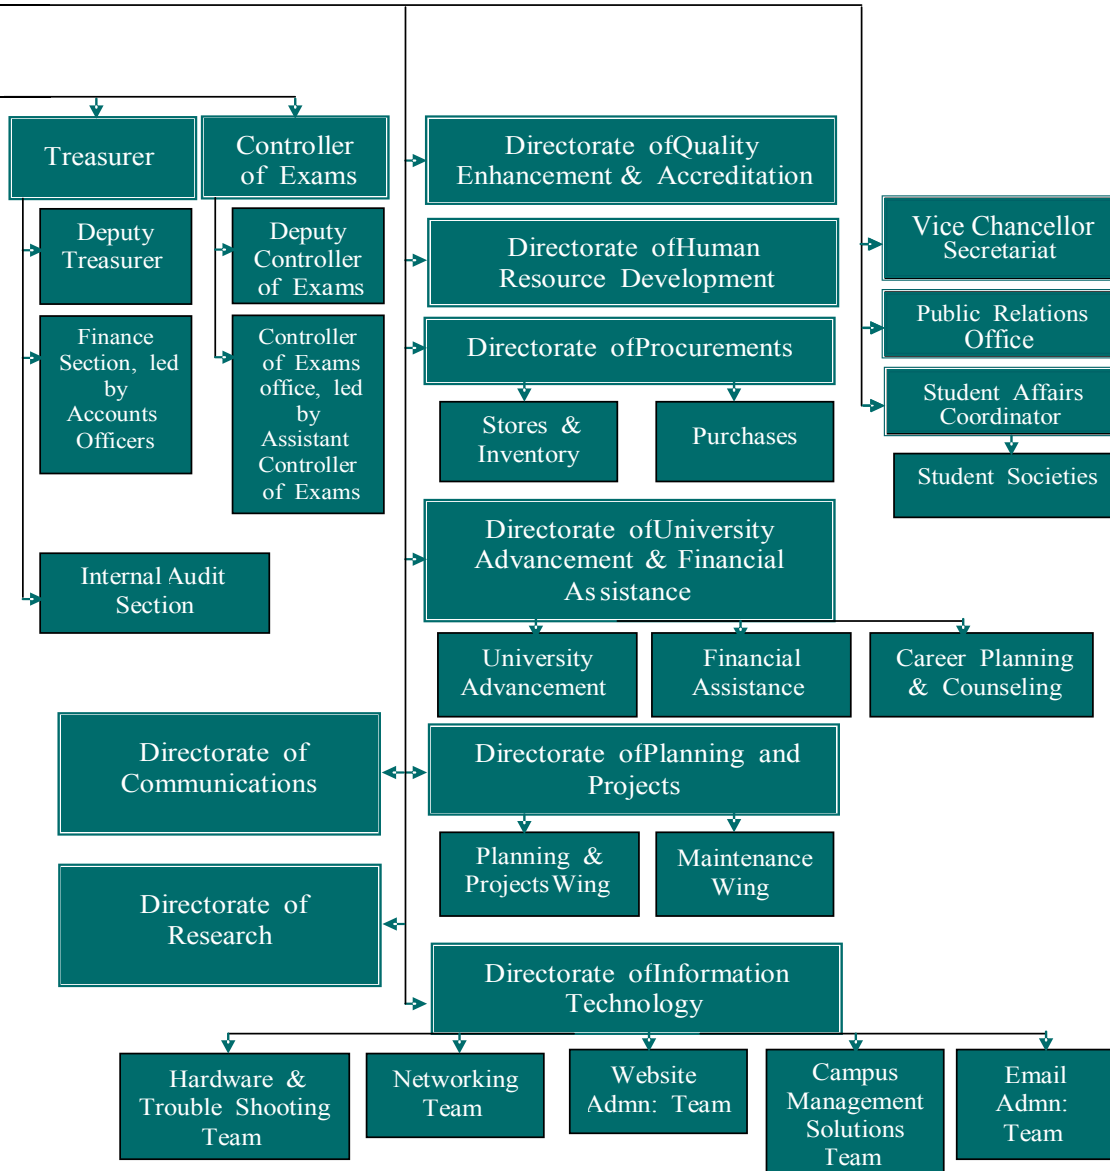 Treasurer
Controller
of Exams
Directorate ofQuality
Enhancement & Accreditation
Deputy
Treasurer
Deputy
Controller
of Exams
Directorate ofHuman
Resource Development
Vice Chancellor
Secretariat
Finance
Section, led
by
Accounts
Officers
Controller
of Exams
office, led
by
Assistant
Controller
of Exams
Directorate ofProcurements
Public Relations
Office
Stores &
Inventory
Purchases
Student Affairs
Coordinator
Student Societies
Internal Audit
Section
Directorate ofUniversity
Advancement & Financial
Assistance
University
Advancement
Financial
Assistance
Career Planning
& Counseling
Directorate of
Communications
Directorate ofPlanning and
Projects
Planning &
Projects Wing
Maintenance
Wing
Directorate of
Research
Directorate ofInformation
Technology
Hardware &
Trouble Shooting
Team
Networking
Team
Website
Admn: Team
Campus
Management
Solutions
Team
Email
Admn:
Team